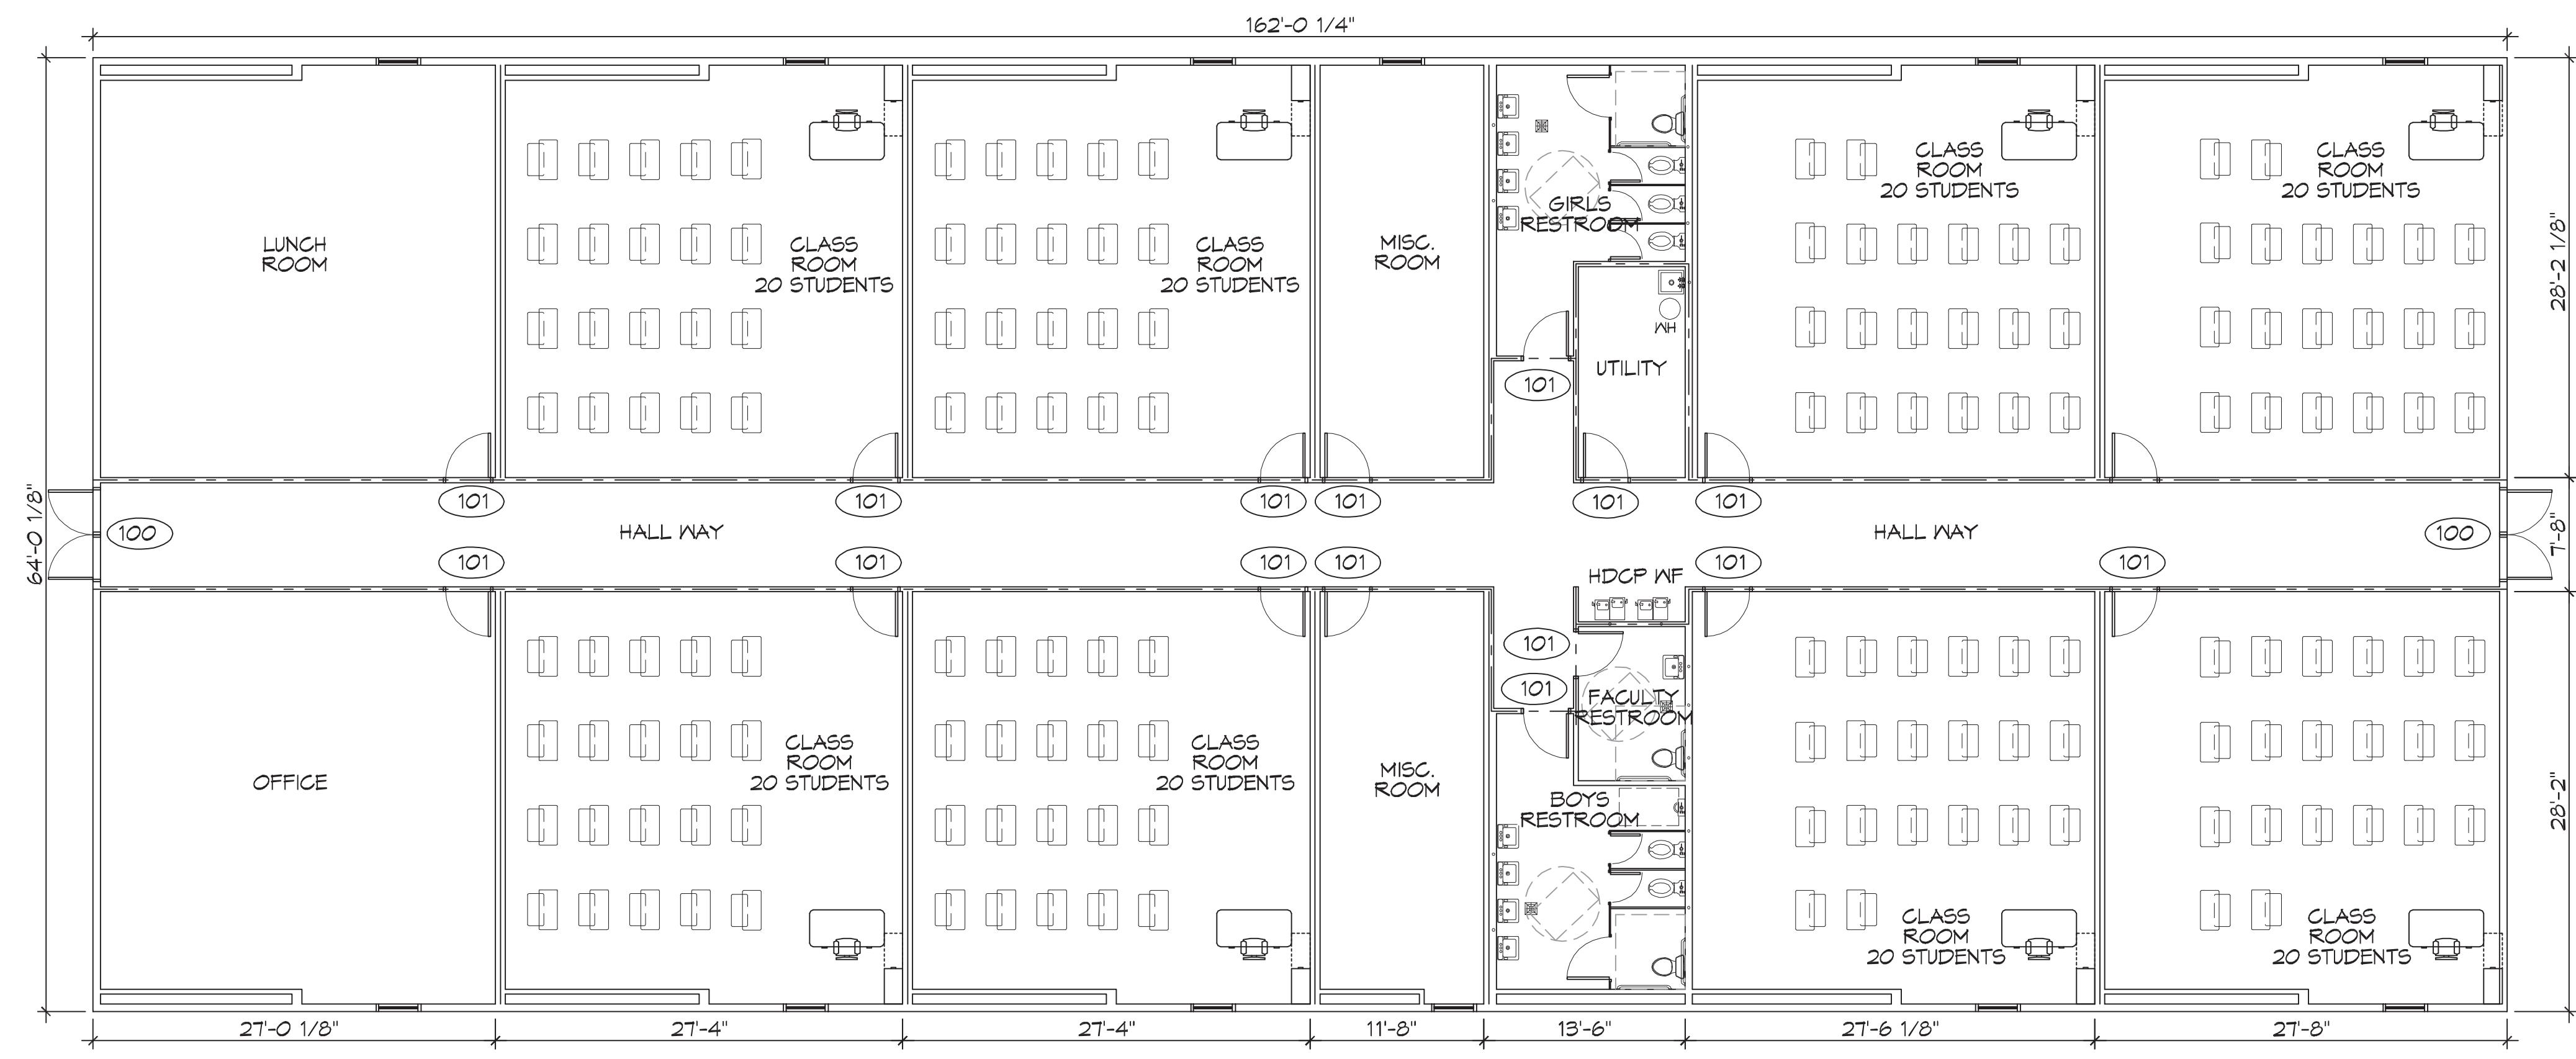 162'-0 1/4"
LUNCH
ROOM
CLASS
ROOM
20 STUDENTS
CLASS
ROOM
20 STUDENTS
MISC.
ROOM
GIRLS
RESTROOM
WH
UTILITY
CLASS
ROOM
20 STUDENTS
CLASS
ROOM
20 STUDENTS
28'-2 1/8"
101
101
101
101
101
101
101
64'-0 1/8"
100
HALL WAY
HALL WAY
100
7'-8"
101
101
101
101
101
101
HDCP WF
101
101
FACULTY
RESTROOM
OFFICE
CLASS
ROOM
20 STUDENTS
CLASS
ROOM
20 STUDENTS
MISC.
ROOM
BOYS
RESTROOM
CLASS
ROOM
20 STUDENTS
CLASS
ROOM
20 STUDENTS
28'-2"
27'-0 1/8"
27'-4"
27'-4"
11'-8"
13'-6"
27'-6 1/8"
27'-8"